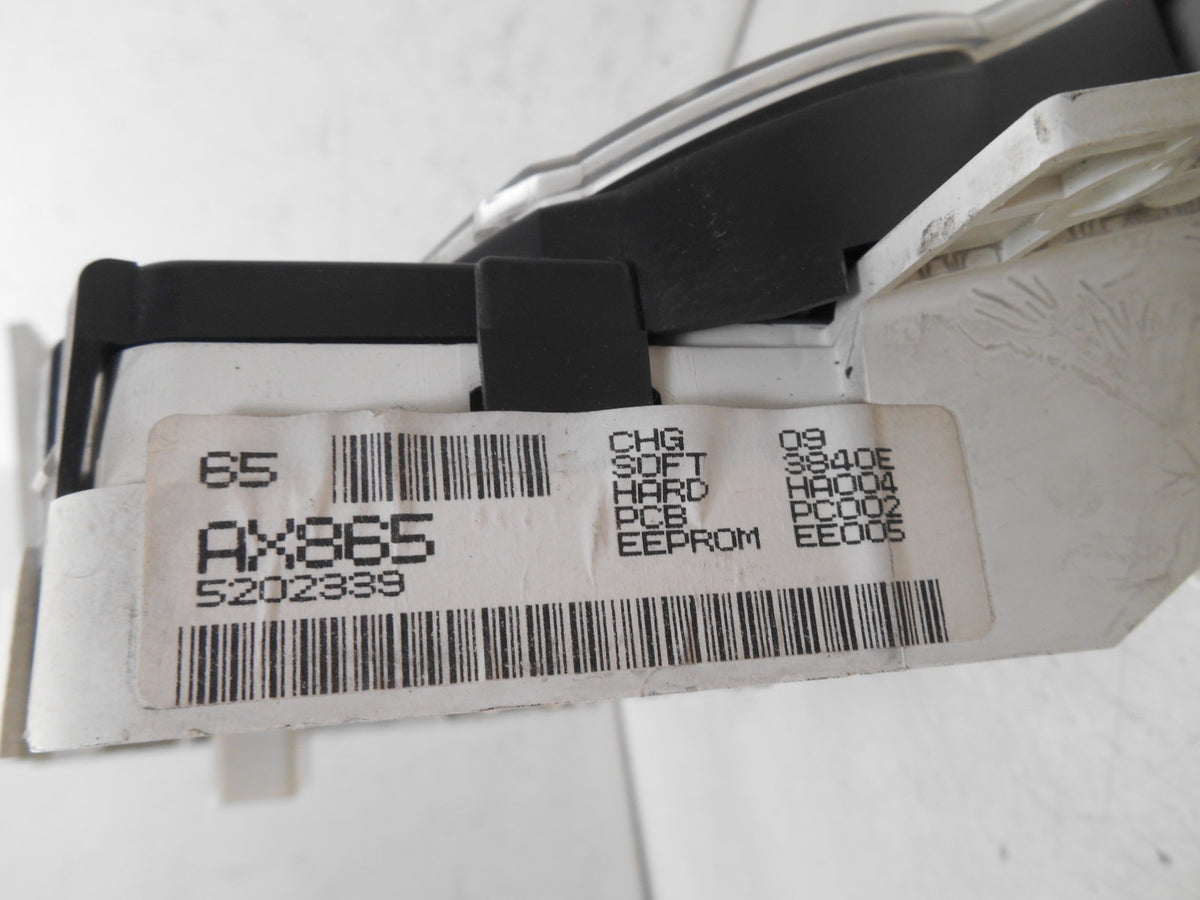 65
AX865
5202339
CHG 09
SOFT 3840E
HARD HA004
PCB PC002
EEPROM EE005